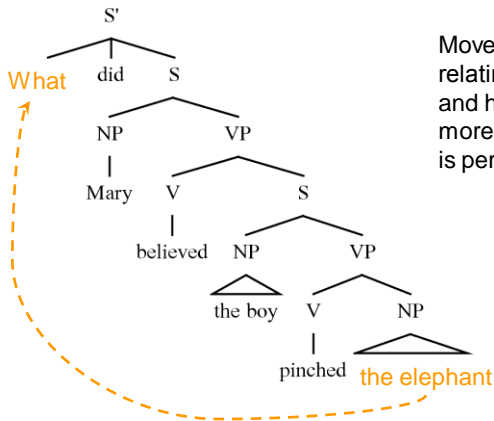 S'
What did S
NP VP
Mary V S
believed NP VP
the boy V NP
pinched the elephant
Move
relatin
and h
more
is per